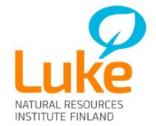 Luke
NATURAL RESOURCES
INSTITUTE FINLAND